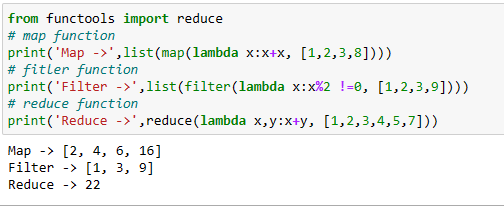 from functools import reduce
# map function
print('Map ->',list(map(lambda x:x+x, [1,2,3,8])))
# fitler function
print('Filter ->',list(filter(lambda x:x%2 !=0, [1,2,3,9])))
# reduce function
print('Reduce ->',reduce(lambda x,y:x+y, [1,2,3,4,5,7]))
Map -> [2, 4, 6, 16]
Filter -> [1, 3, 9]
Reduce -> 22